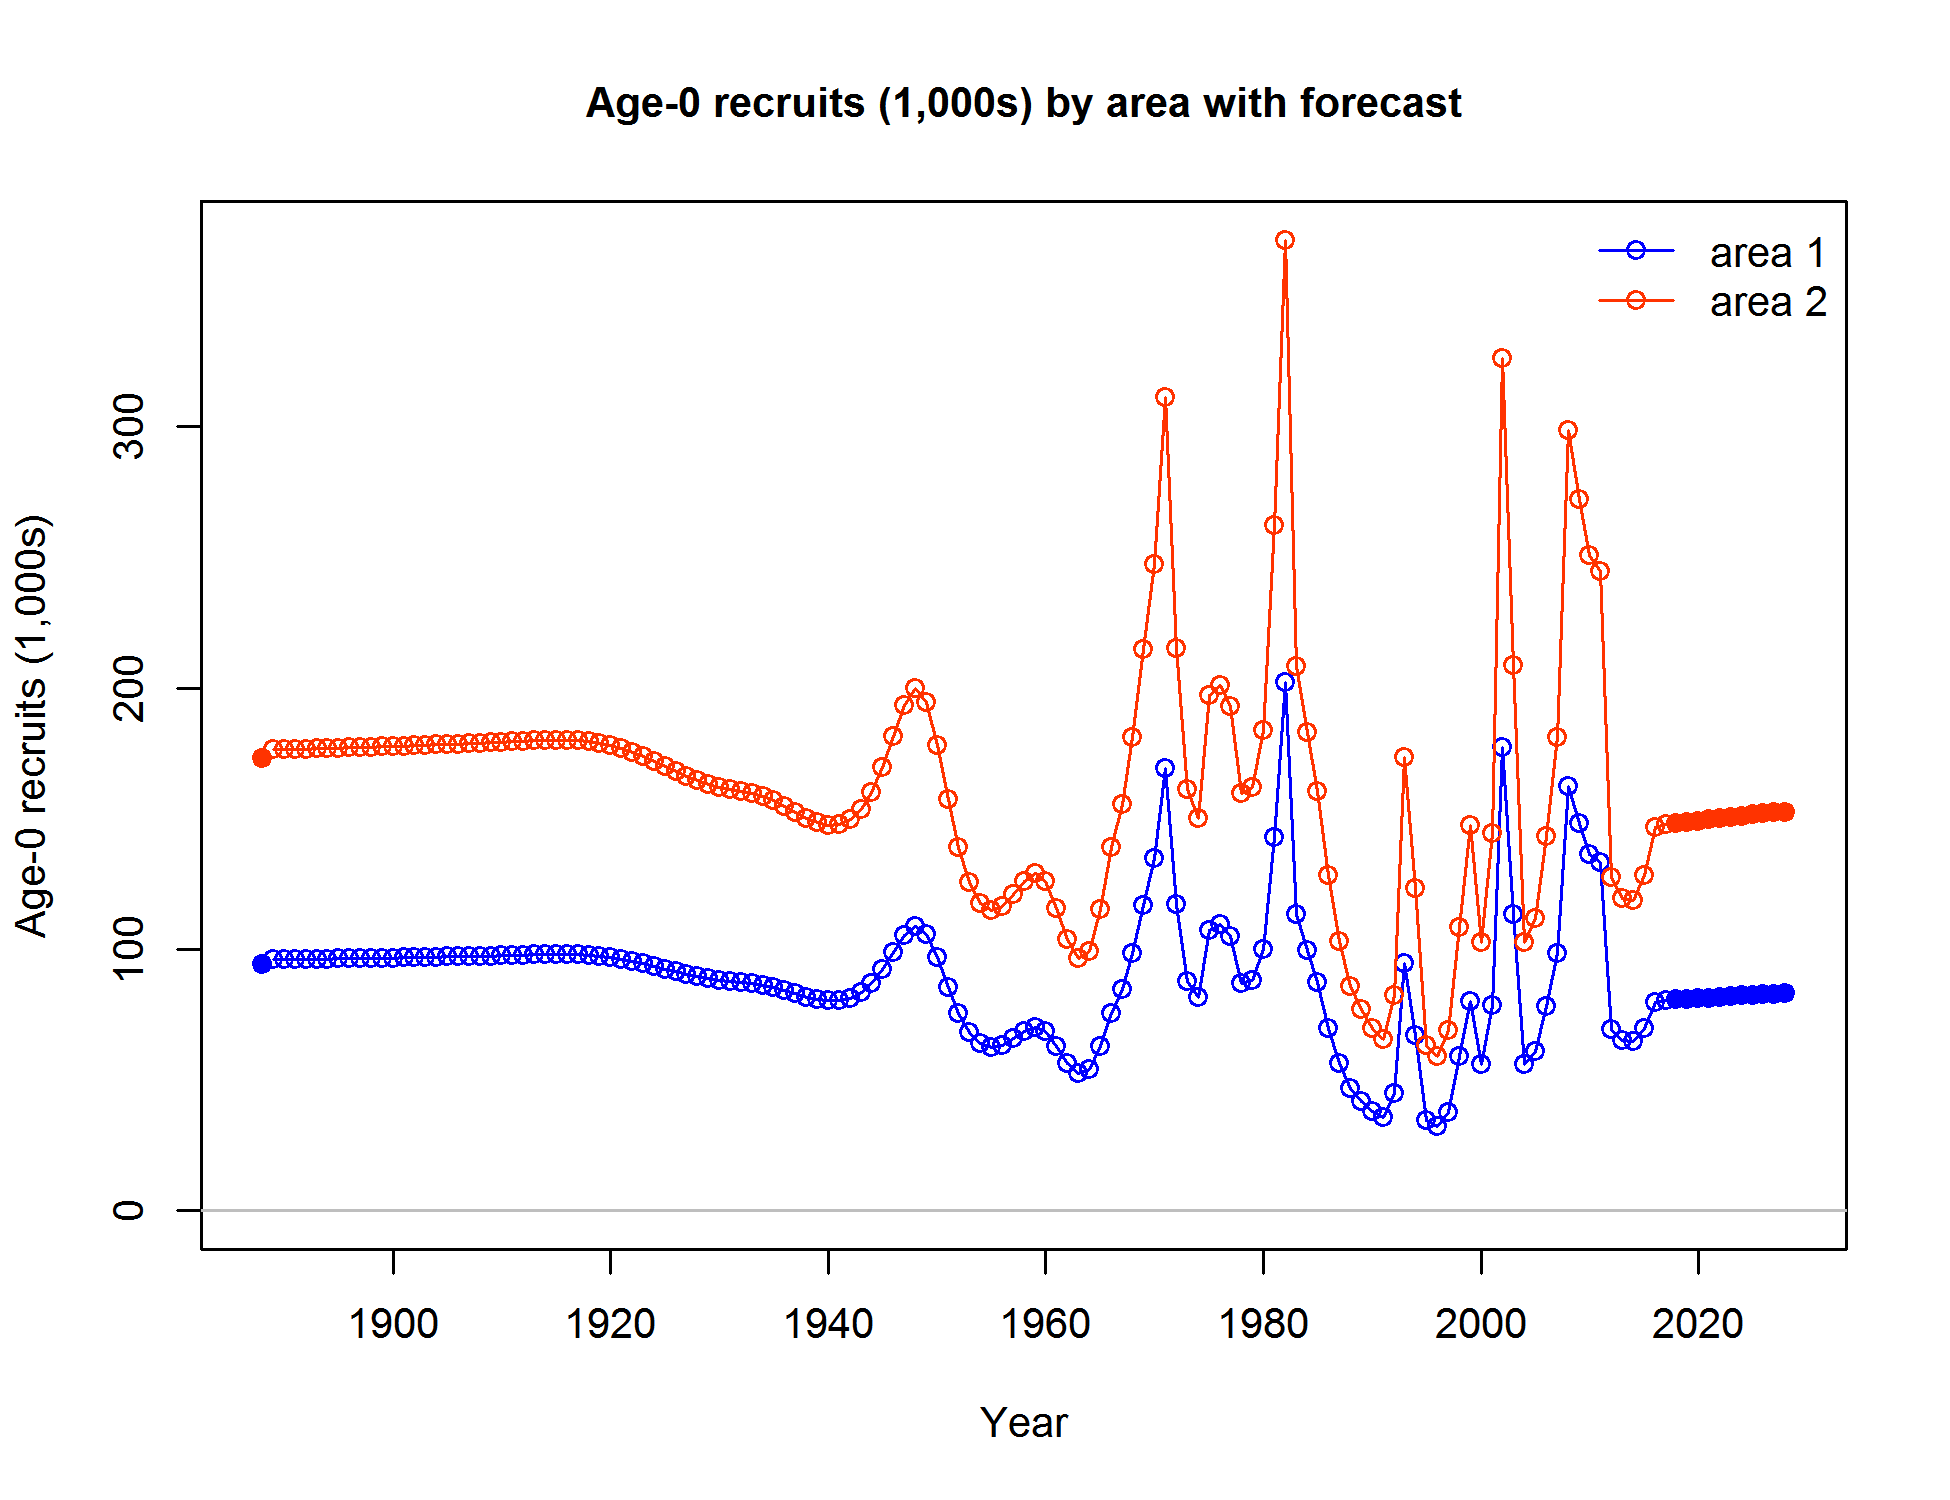 Age-0 recruits (1,000s) by area with forecast
area 1
area 2
Age-0 recruits (1,000s)
300
200
100
0
1900 1920 1940 1960 1980 2000 2020
Year